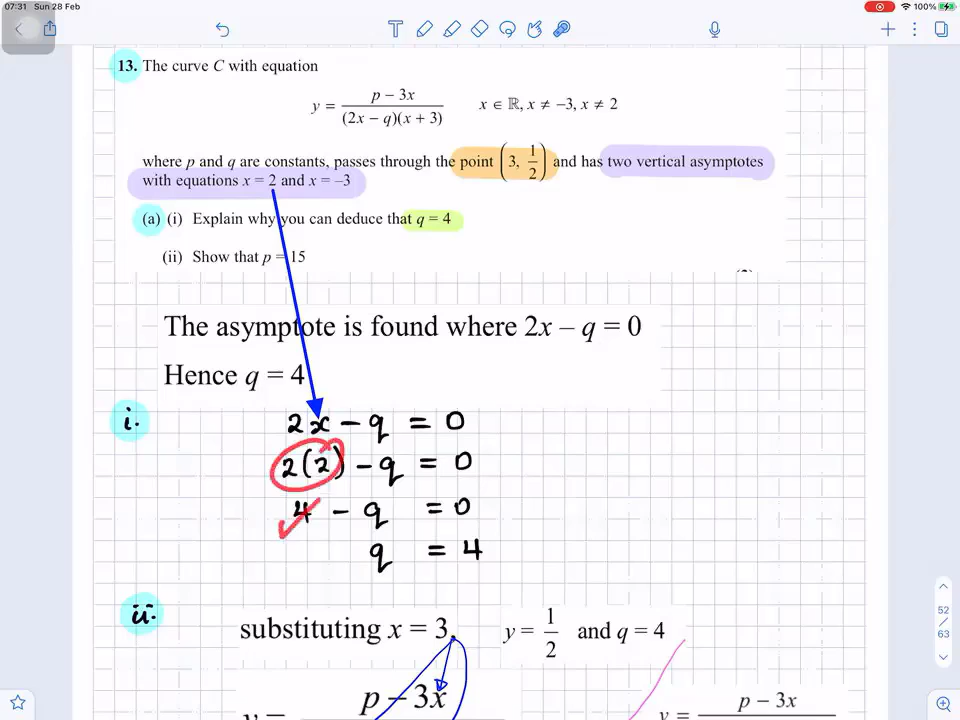 07:31 Sun 28 Feb
100%
13. The curve C with equation
y = (p − 3x)/((2x − q)(x + 3)) x ∈ ℝ, x ≠ −3, x ≠ 2
where p and q are constants, passes through the point (3, 1/2) and has two vertical asymptotes
with equations x = 2 and x = −3
(a) (i) Explain why you can deduce that q = 4
(ii) Show that p = 15
The asymptote is found where 2x − q = 0
Hence q = 4
i. 2x − q = 0
2(2) − q = 0
4 − q = 0
q = 4
ii. substituting x = 3, y = 1/2 and q = 4
p − 3x
y =
p − 3x
y =
52
/
63